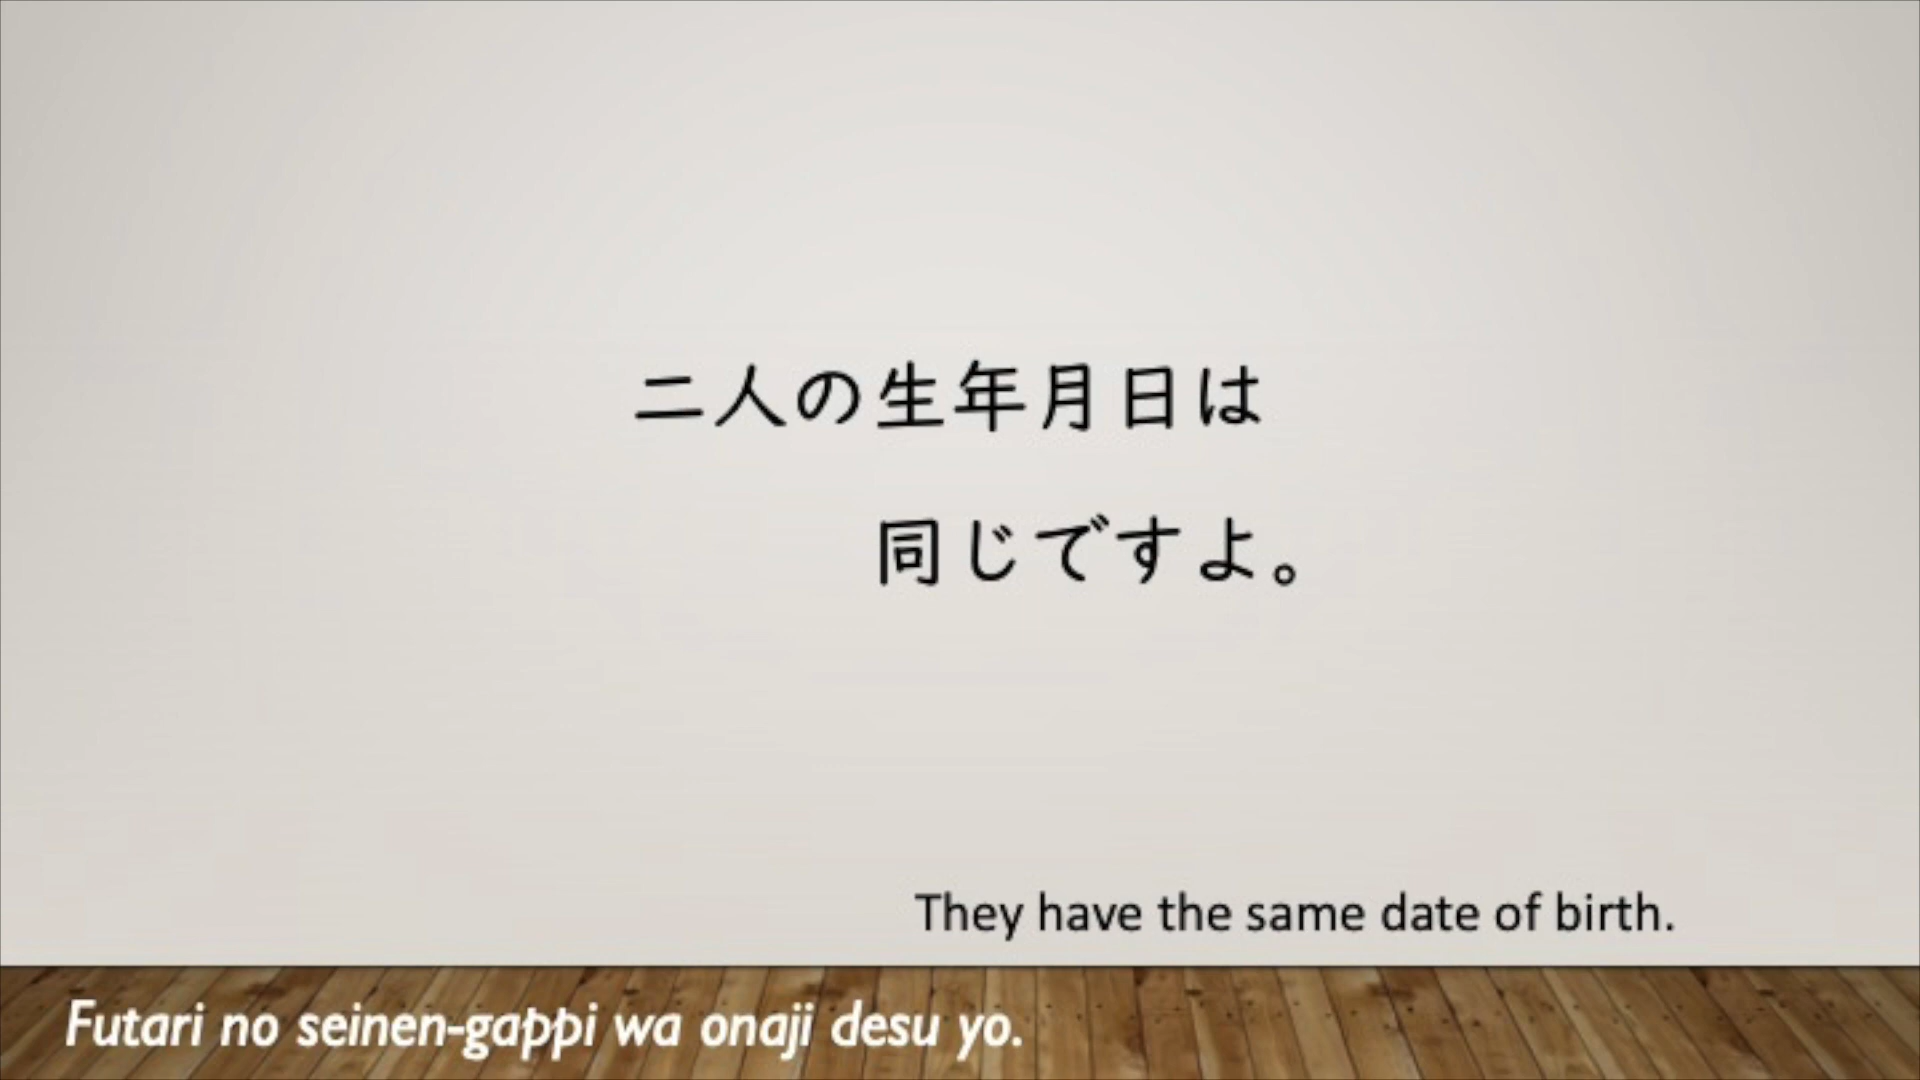 二人の生年月日は
同じですよ。
They have the same date of birth.
Futari no seinen-gappi wa onaji desu yo.